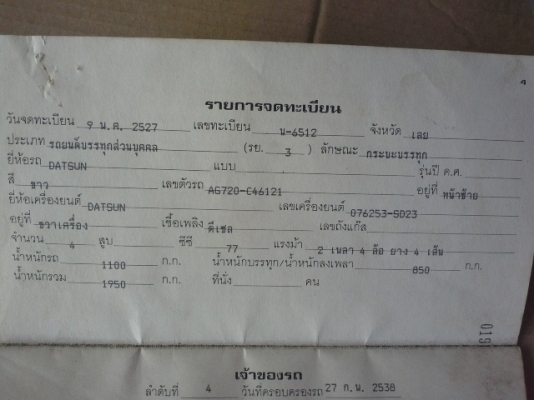 4
รายการจดทะเบียน
วันจดทะเบียน 9 พ.ค. 2527 เลขทะเบียน น-6512 จังหวัด เลย
ประเภท รถยนต์บรรทุกส่วนบุคคล (รย. 3 ) ลักษณะ กระบะบรรทุก
ยี่ห้อรถ DATSUN แบบ รุ่นปี ค.ศ.
สี ขาว เลขตัวรถ AG720-C46121 อยู่ที่ หน้าซ้าย
ยี่ห้อเครื่องยนต์ DATSUN เลขเครื่องยนต์ 076253-SD23
อยู่ที่ ขวาเครื่อง เชื้อเพลิง ดีเซล เลขถังแก๊ส
จำนวน 4 สูบ ซีซี 77 แรงม้า 2 เพลา 4 ล้อ ยาง 4 เส้น
น้ำหนักรถ 1100 ก.ก. น้ำหนักบรรทุก/น้ำหนักลงเพลา 850 ก.ก.
น้ำหนักรวม 1950 ก.ก. ที่นั่ง คน
เจ้าของรถ
ลำดับที่ 4 วันที่ครอบครองรถ 27 ก.พ. 2538